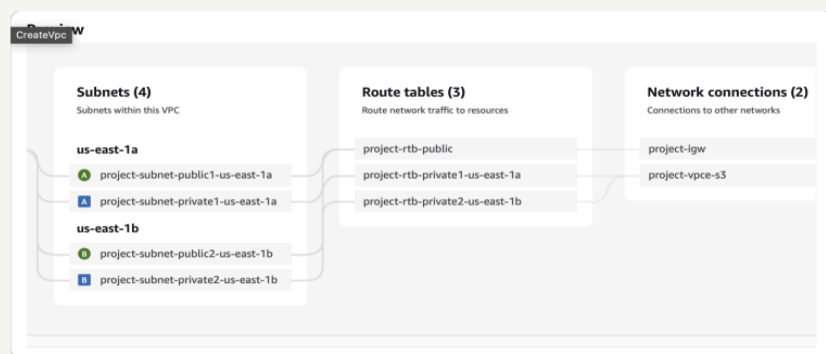 CreateVpc
Subnets (4)
Subnets within this VPC
us-east-1a
A project-subnet-public1-us-east-1a
A project-subnet-private1-us-east-1a
us-east-1b
B project-subnet-public2-us-east-1b
B project-subnet-private2-us-east-1b
Route tables (3)
Route network traffic to resources
project-rtb-public
project-rtb-private1-us-east-1a
project-rtb-private2-us-east-1b
Network connections (2)
Connections to other networks
project-igw
project-vpce-s3